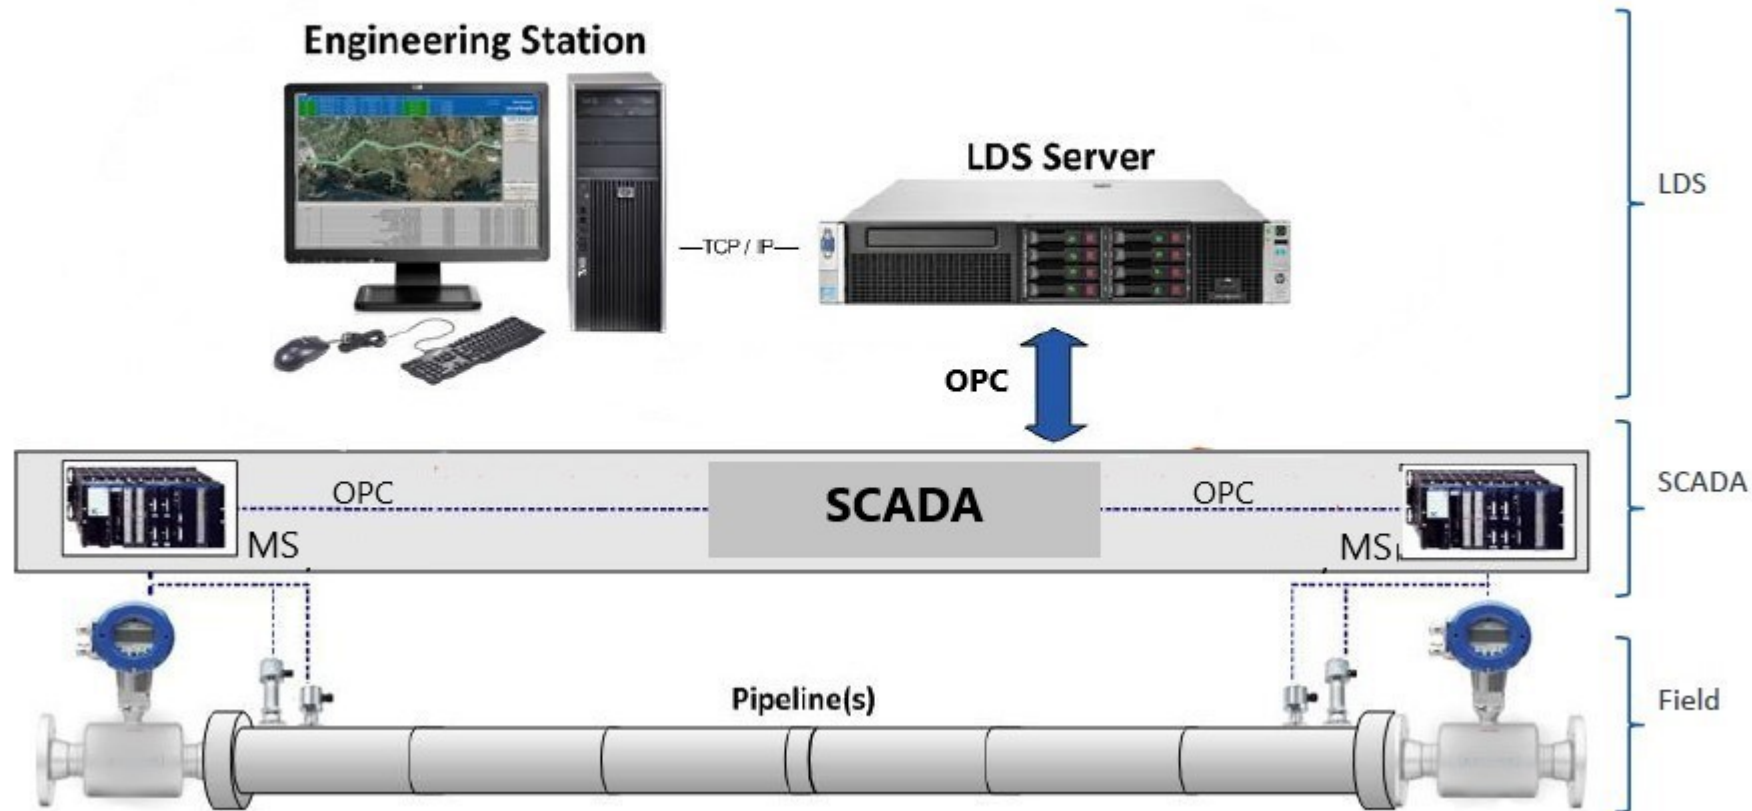 Engineering Station
LDS Server
LDS
TCP / IP
OPC
SCADA
OPC
SCADA
OPC
MS
MS
Pipeline(s)
Field